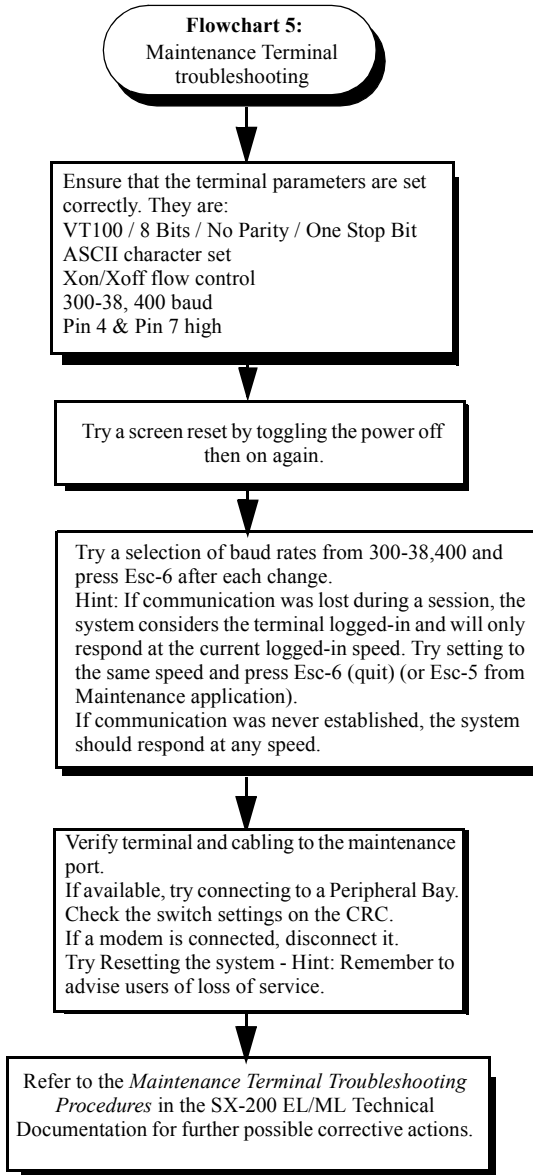 Flowchart 5:
Maintenance Terminal
troubleshooting
Ensure that the terminal parameters are set
correctly. They are:
VT100 / 8 Bits / No Parity / One Stop Bit
ASCII character set
Xon/Xoff flow control
300-38, 400 baud
Pin 4 & Pin 7 high
Try a screen reset by toggling the power off
then on again.
Try a selection of baud rates from 300-38,400 and
press Esc-6 after each change.
Hint: If communication was lost during a session, the
system considers the terminal logged-in and will only
respond at the current logged-in speed. Try setting to
the same speed and press Esc-6 (quit) (or Esc-5 from
Maintenance application).
If communication was never established, the system
should respond at any speed.
Verify terminal and cabling to the maintenance
port.
If available, try connecting to a Peripheral Bay.
Check the switch settings on the CRC.
If a modem is connected, disconnect it.
Try Resetting the system - Hint: Remember to
advise users of loss of service.
Refer to the Maintenance Terminal Troubleshooting
Procedures in the SX-200 EL/ML Technical
Documentation for further possible corrective actions.